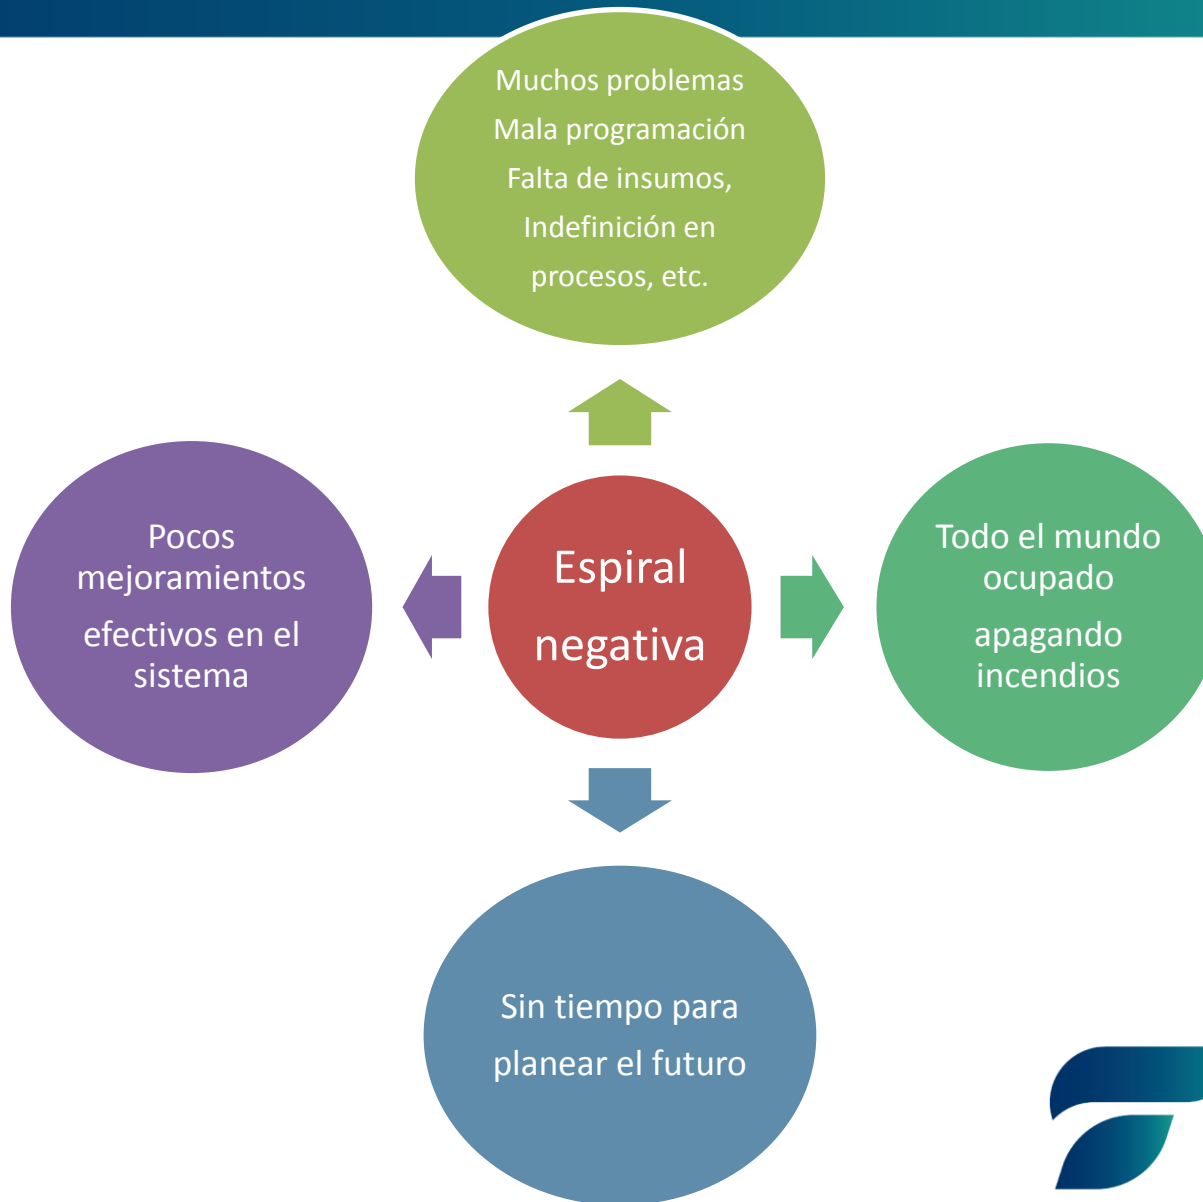 Muchos problemas
Mala programación
Falta de insumos,
Indefinición en
procesos, etc.
Pocos
mejoramientos
efectivos en el
sistema
Espiral
negativa
Todo el mundo
ocupado
apagando
incendios
Sin tiempo para
planear el futuro